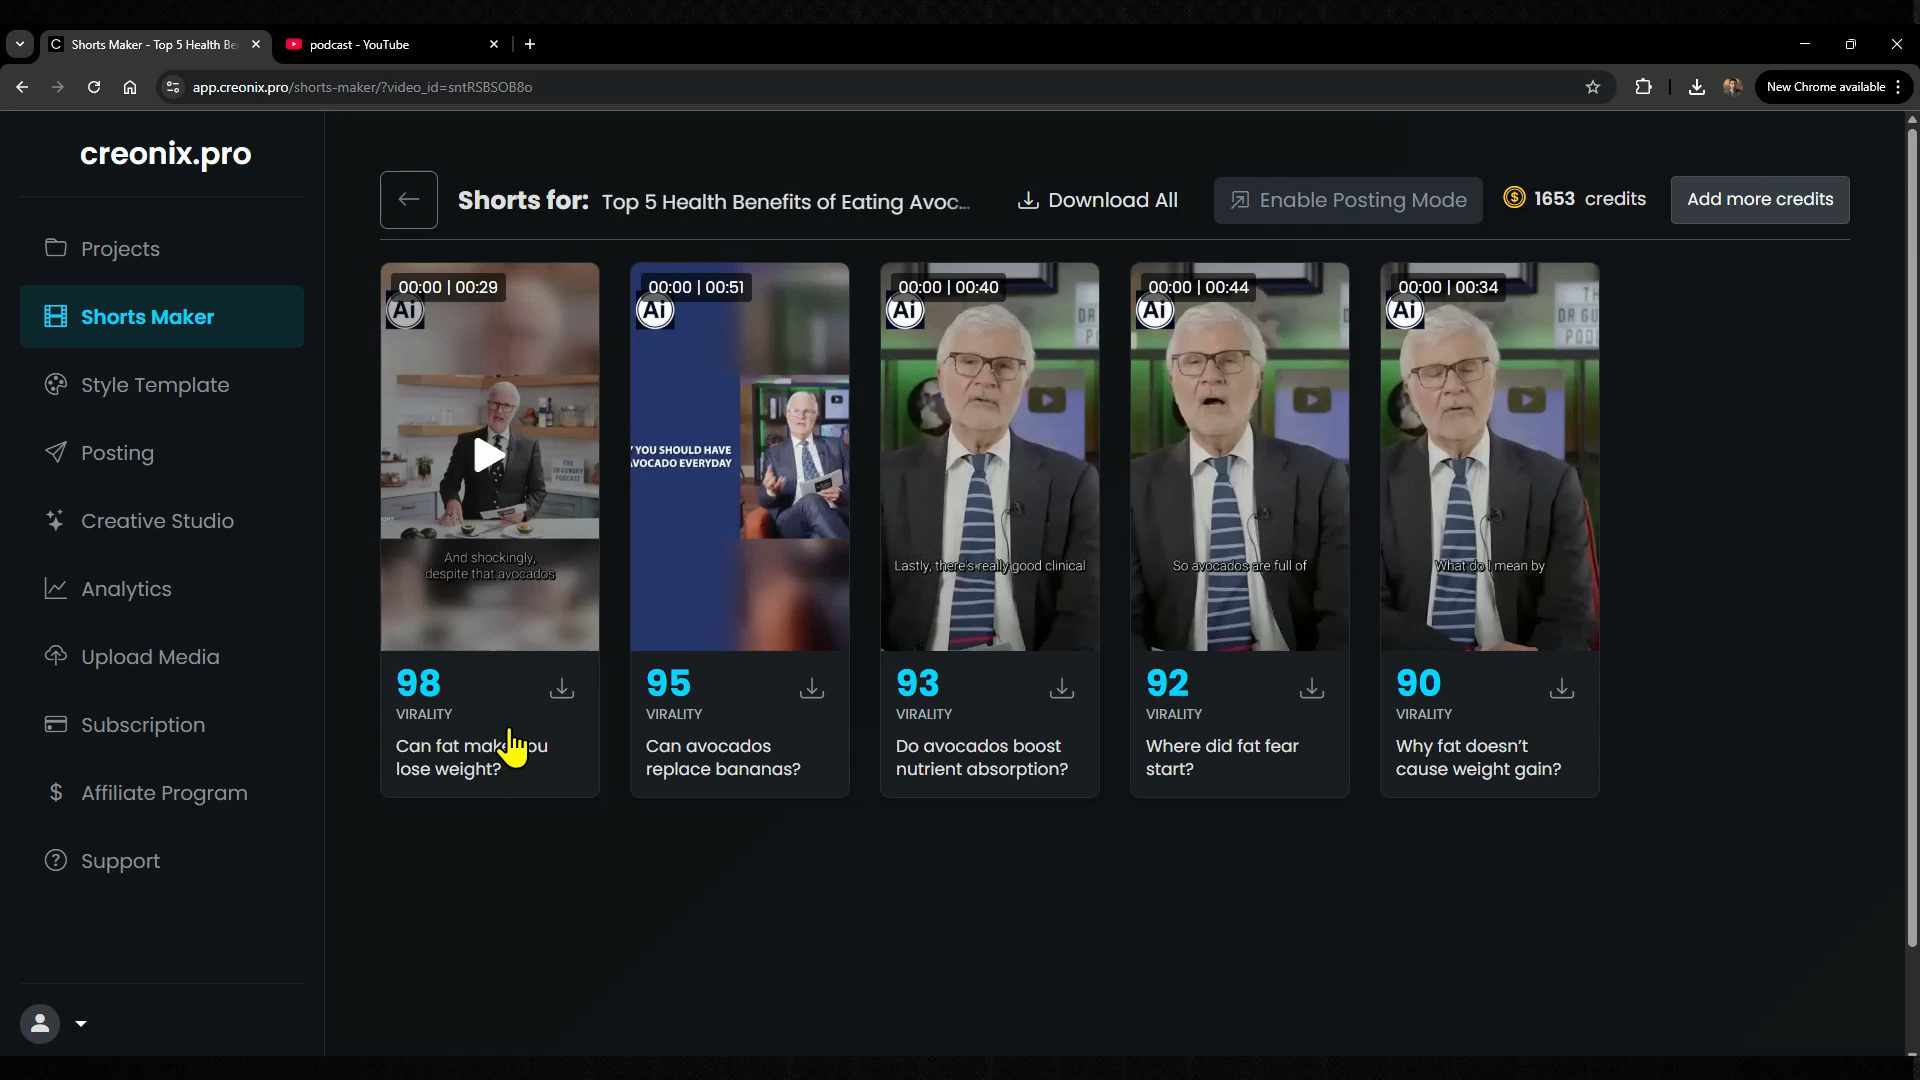 Shorts Maker - Top 5 Health Be
podcast - YouTube
app.creonix.pro/shorts-maker/?video_id=sntRSBSOB8o
New Chrome available
creonix.pro
Projects
Shorts Maker
Style Template
Posting
Creative Studio
Analytics
Upload Media
Subscription
Affiliate Program
Support
Shorts for: Top 5 Health Benefits of Eating Avoc...
Download All
Enable Posting Mode
1653 credits
Add more credits
00:00 | 00:29
Ai
And shockingly,
despite that avocados
98
VIRALITY
Can fat make you
lose weight?
00:00 | 00:51
Ai
YOU SHOULD HAVE
AVOCADO EVERYDAY
95
VIRALITY
Can avocados
replace bananas?
00:00 | 00:40
Ai
Lastly, there's really good clinical
93
VIRALITY
Do avocados boost
nutrient absorption?
00:00 | 00:44
Ai
So avocados are full of
92
VIRALITY
Where did fat fear
start?
00:00 | 00:34
Ai
What do I mean by
90
VIRALITY
Why fat doesn't
cause weight gain?